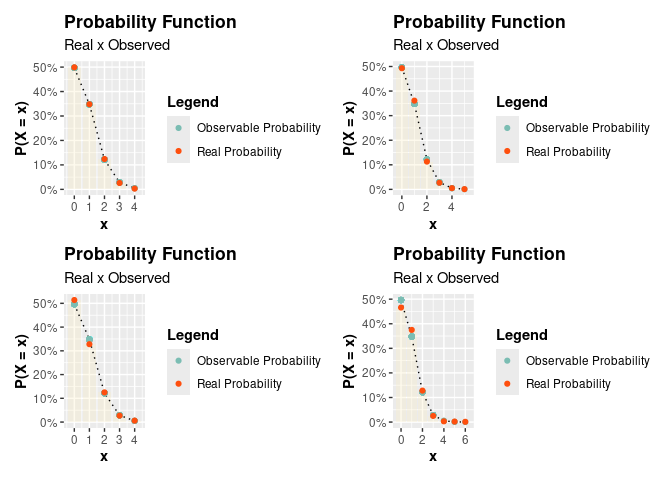 Probability Function
Real x Observed
50%
40%
30%
20%
10%
0%
P(X = x)
0 1 2 3 4
x
Legend
Observable Probability
Real Probability
Probability Function
Real x Observed
50%
40%
30%
20%
10%
0%
P(X = x)
0 2 4
x
Legend
Observable Probability
Real Probability
Probability Function
Real x Observed
50%
40%
30%
20%
10%
0%
P(X = x)
0 1 2 3 4
x
Legend
Observable Probability
Real Probability
Probability Function
Real x Observed
50%
40%
30%
20%
10%
0%
P(X = x)
0 2 4 6
x
Legend
Observable Probability
Real Probability